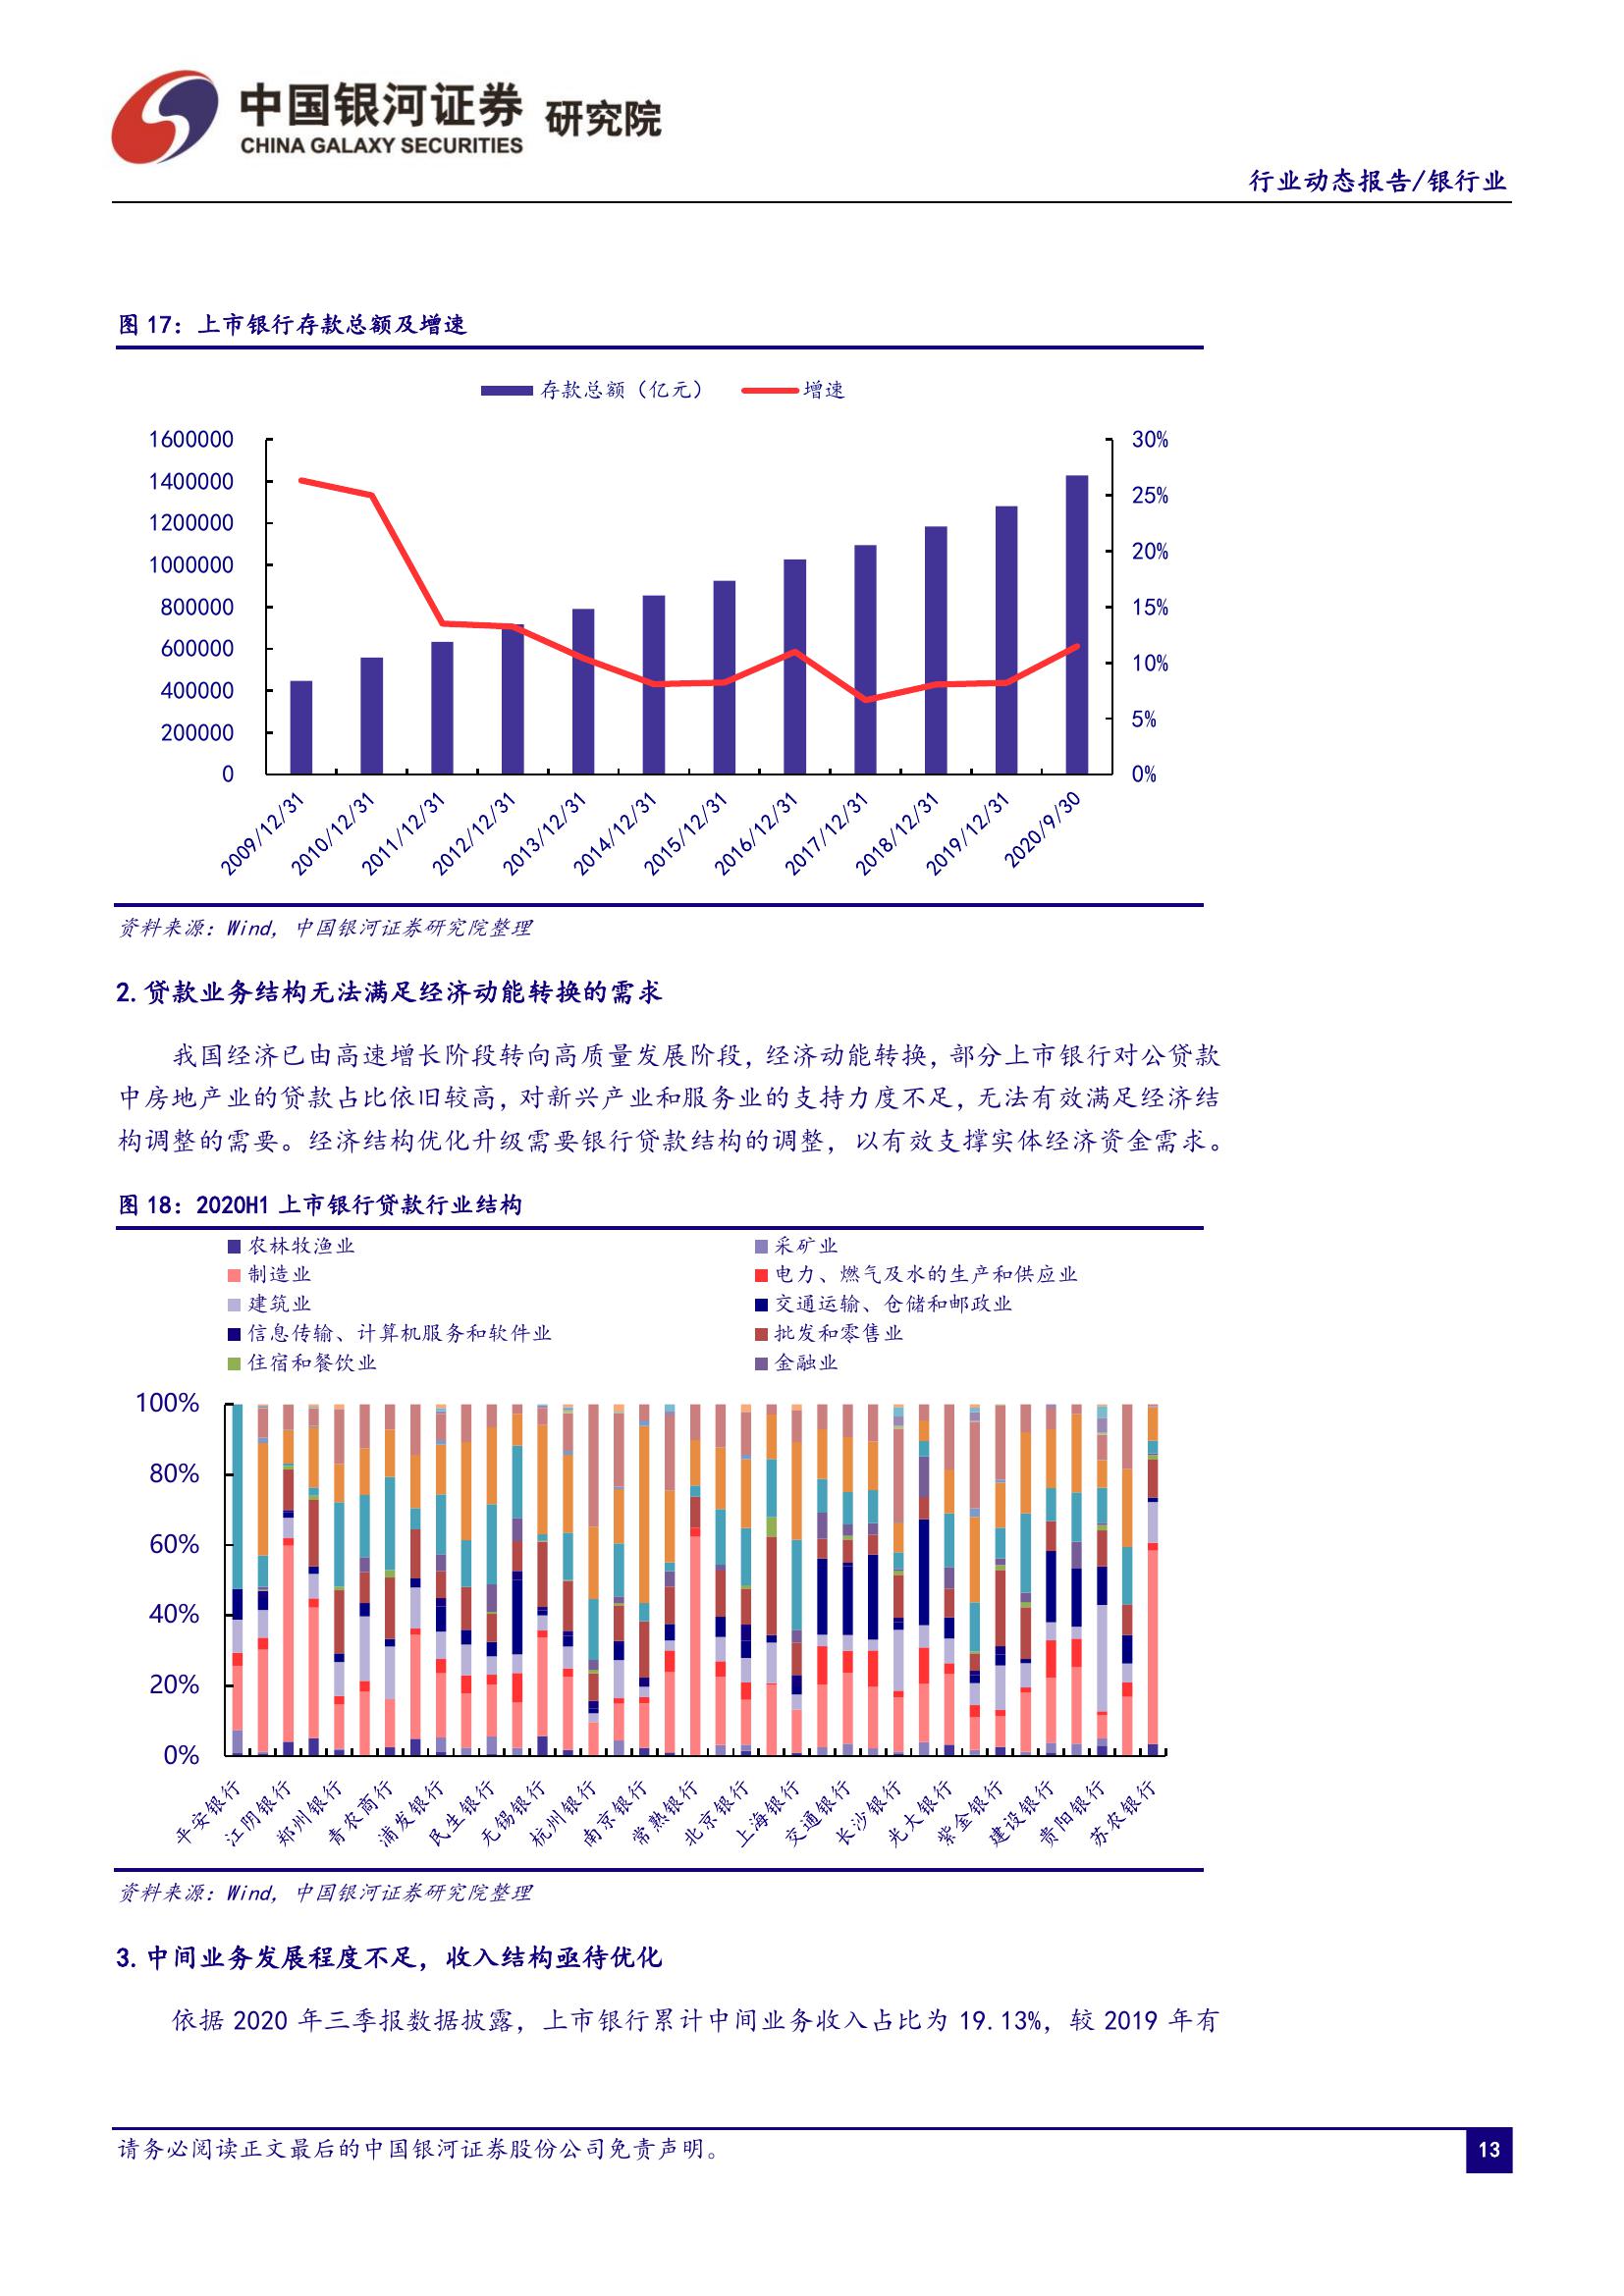 中国银河证券 研究院
CHINA GALAXY SECURITIES
行业动态报告/银行业
图 17：上市银行存款总额及增速
存款总额（亿元） 增速
1600000 30%
1400000 25%
1200000 20%
1000000 15%
800000 10%
600000 5%
400000 0%
200000
0
2009/12/31 2010/12/31 2011/12/31 2012/12/31 2013/12/31 2014/12/31 2015/12/31 2016/12/31 2017/12/31 2018/12/31 2019/12/31 2020/9/30
资料来源：Wind，中国银河证券研究院整理
2.贷款业务结构无法满足经济动能转换的需求
我国经济已由高速增长阶段转向高质量发展阶段，经济动能转换，部分上市银行对公贷款
中房地产业的贷款占比依旧较高，对新兴产业和服务业的支持力度不足，无法有效满足经济结
构调整的需要。经济结构优化升级需要银行贷款结构的调整，以有效支撑实体经济资金需求。
图 18：2020H1 上市银行贷款行业结构
农林牧渔业 采矿业
制造业 电力、燃气及水的生产和供应业
建筑业 交通运输、仓储和邮政业
信息传输、计算机服务和软件业 批发和零售业
住宿和餐饮业 金融业
100%
80%
60%
40%
20%
0%
平安银行 江阴银行 郑州银行 青农商行 浦发银行 民生银行 无锡银行 杭州银行 南京银行 常熟银行 北京银行 上海银行 交通银行 长沙银行 光大银行 紫金银行 建设银行 贵阳银行 苏农银行
资料来源：Wind，中国银河证券研究院整理
3.中间业务发展程度不足，收入结构亟待优化
依据 2020 年三季报数据披露，上市银行累计中间业务收入占比为 19.13%，较 2019 年有
请务必阅读正文最后的中国银河证券股份公司免责声明。
13